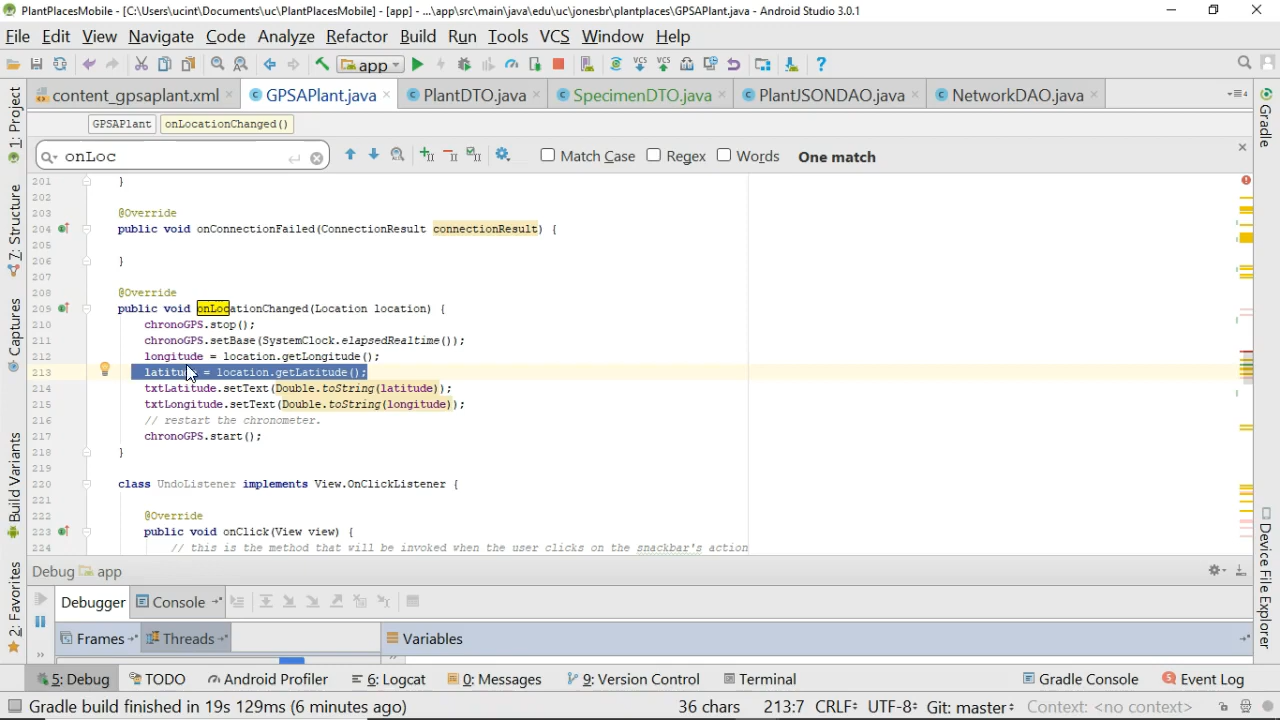 PlantPlacesMobile - [C:\Users\ucint\Documents\uc\PlantPlacesMobile] - [app] - ...\app\src\main\java\edu\uc\jonesbr\plantplaces\GPSAPlant.java - Android Studio 3.0.1
File Edit View Navigate Code Analyze Refactor Build Run Tools VCS Window Help
app
content_gpsaplant.xml GPSAPlant.java PlantDTO.java SpecimenDTO.java PlantJSONDAO.java NetworkDAO.java
GPSAPlant onLocationChanged()
onLoc Match Case Regex Words One match
201 }
202
203 @Override
204 public void onConnectionFailed(ConnectionResult connectionResult) {
205
206 }
207
208 @Override
209 public void onLocationChanged(Location location) {
210 chronoGPS.stop();
211 chronoGPS.setBase(SystemClock.elapsedRealtime());
212 longitude = location.getLongitude();
213 latitude = location.getLatitude();
214 txtLatitude.setText(Double.toString(latitude));
215 txtLongitude.setText(Double.toString(longitude));
216 // restart the chronometer.
217 chronoGPS.start();
218 }
219
220 class UndoListener implements View.OnClickListener {
221
222 @Override
223 public void onClick(View view) {
224 // this is the method that will be invoked when the user clicks on the snackbar's action
1: Project
7: Structure
Captures
Build Variants
2: Favorites
Gradle
Device File Explorer
Debug app
Debugger Console
Frames Threads Variables
5: Debug TODO Android Profiler 6: Logcat 0: Messages 9: Version Control Terminal Gradle Console 5 Event Log
Gradle build finished in 19s 129ms (6 minutes ago) 36 chars 213:7 CRLF UTF-8 Git: master Context: <no context>